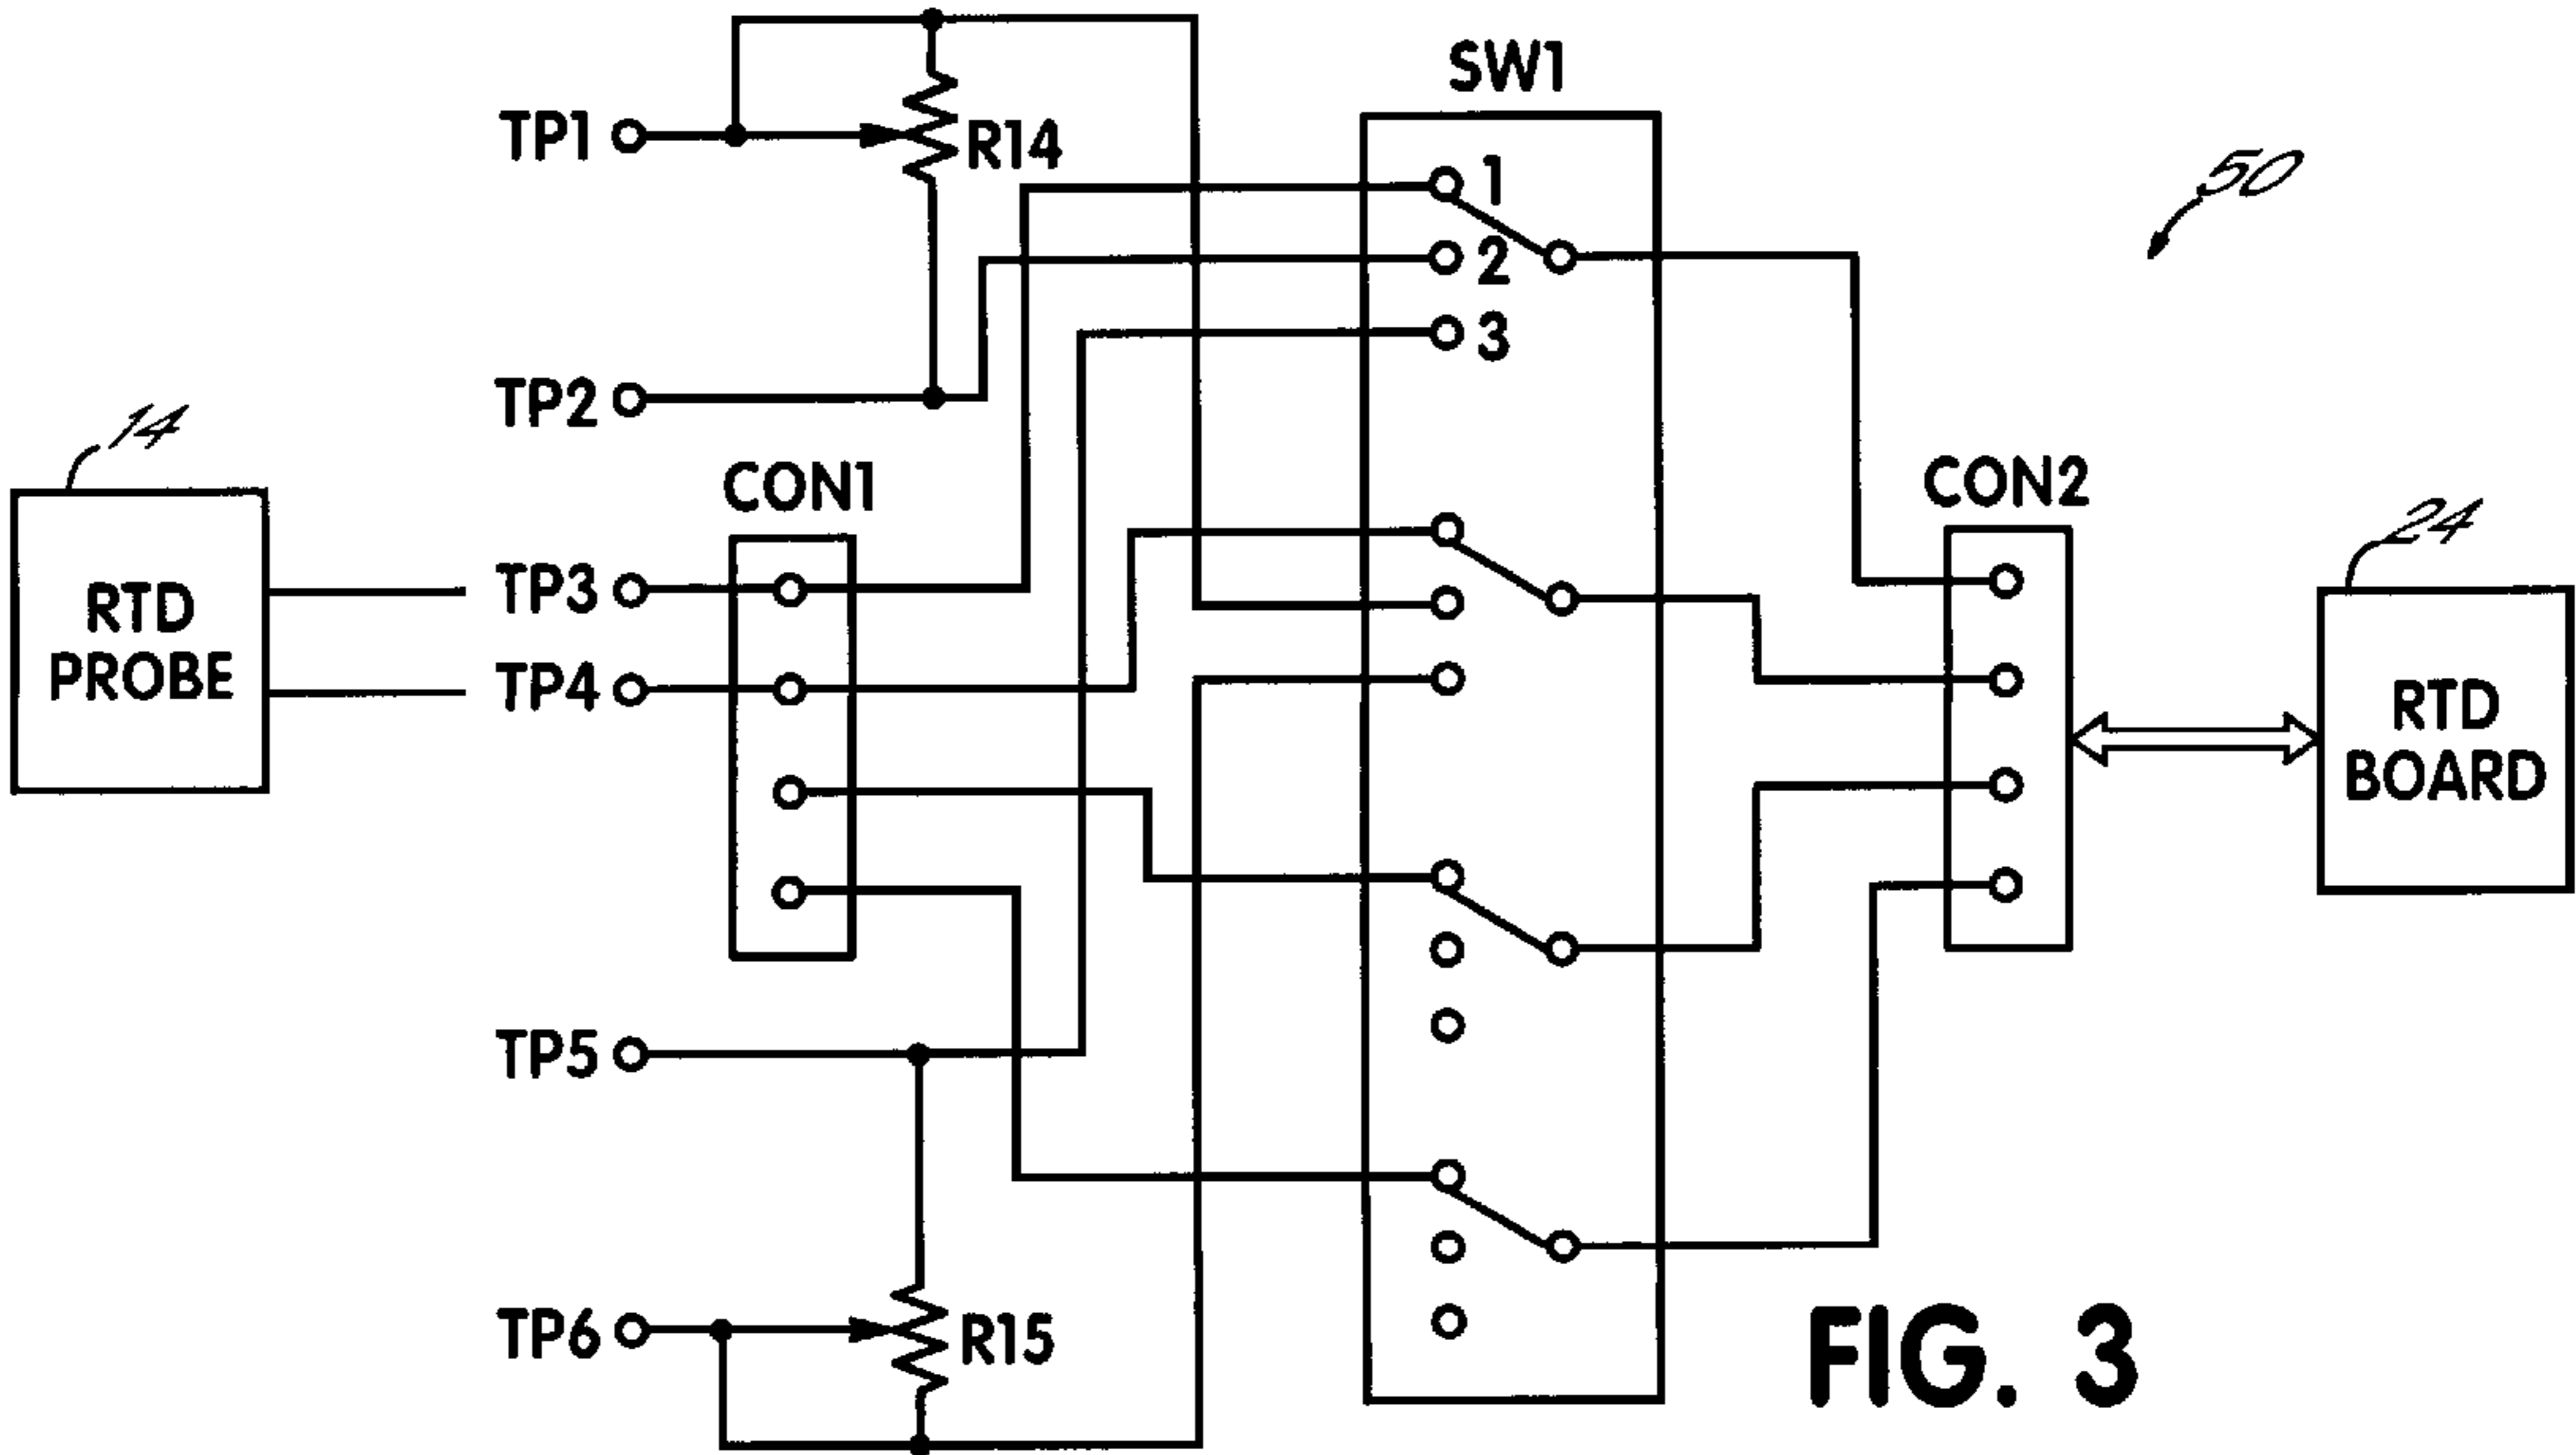 SW1
TP1
R14
1
50
2
3
TP2
14
CON1
CON2
24
RTD
PROBE
TP3
TP4
RTD
BOARD
TP5
TP6
R15
FIG. 3